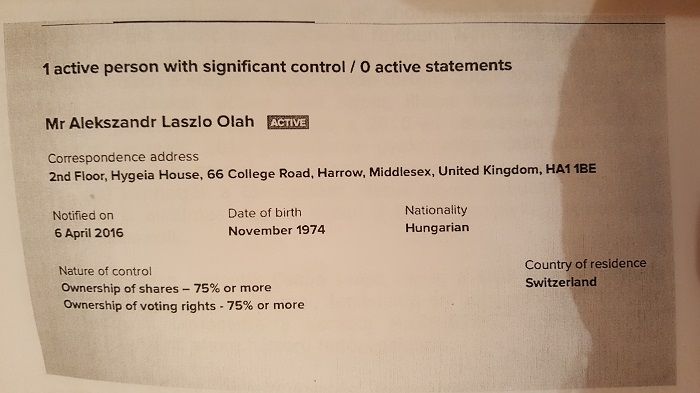 1 active person with significant control / 0 active statements
Mr Alekszandr Laszlo Olah ACTIVE
Correspondence address
2nd Floor, Hygeia House, 66 College Road, Harrow, Middlesex, United Kingdom, HA1 1BE
Notified on
6 April 2016
Date of birth
November 1974
Nationality
Hungarian
Nature of control
Ownership of shares – 75% or more
Ownership of voting rights - 75% or more
Country of residence
Switzerland